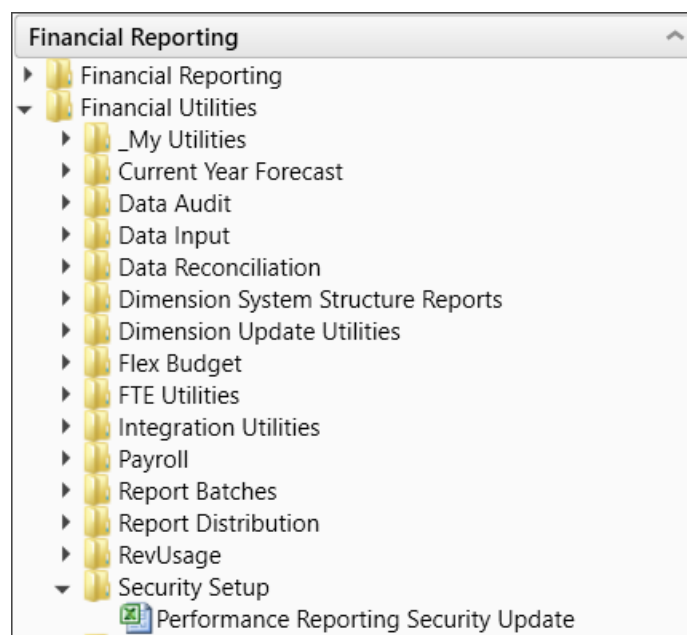 Financial Reporting
Financial Reporting
Financial Utilities
_My Utilities
Current Year Forecast
Data Audit
Data Input
Data Reconciliation
Dimension System Structure Reports
Dimension Update Utilities
Flex Budget
FTE Utilities
Integration Utilities
Payroll
Report Batches
Report Distribution
RevUsage
Security Setup
Performance Reporting Security Update